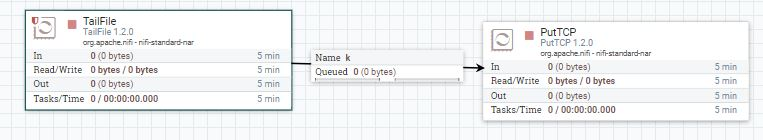 TailFile
TailFile 1.2.0
org.apache.nifi - nifi-standard-nar
In 0 (0 bytes) 5 min
Read/Write 0 bytes / 0 bytes 5 min
Out 0 (0 bytes) 5 min
Tasks/Time 0 / 00:00:00.000 5 min
Name k
Queued 0 (0 bytes)
PutTCP
PutTCP 1.2.0
org.apache.nifi - nifi-standard-nar
In 0 (0 bytes) 5 min
Read/Write 0 bytes / 0 bytes 5 min
Out 0 (0 bytes) 5 min
Tasks/Time 0 / 00:00:00.000 5 min